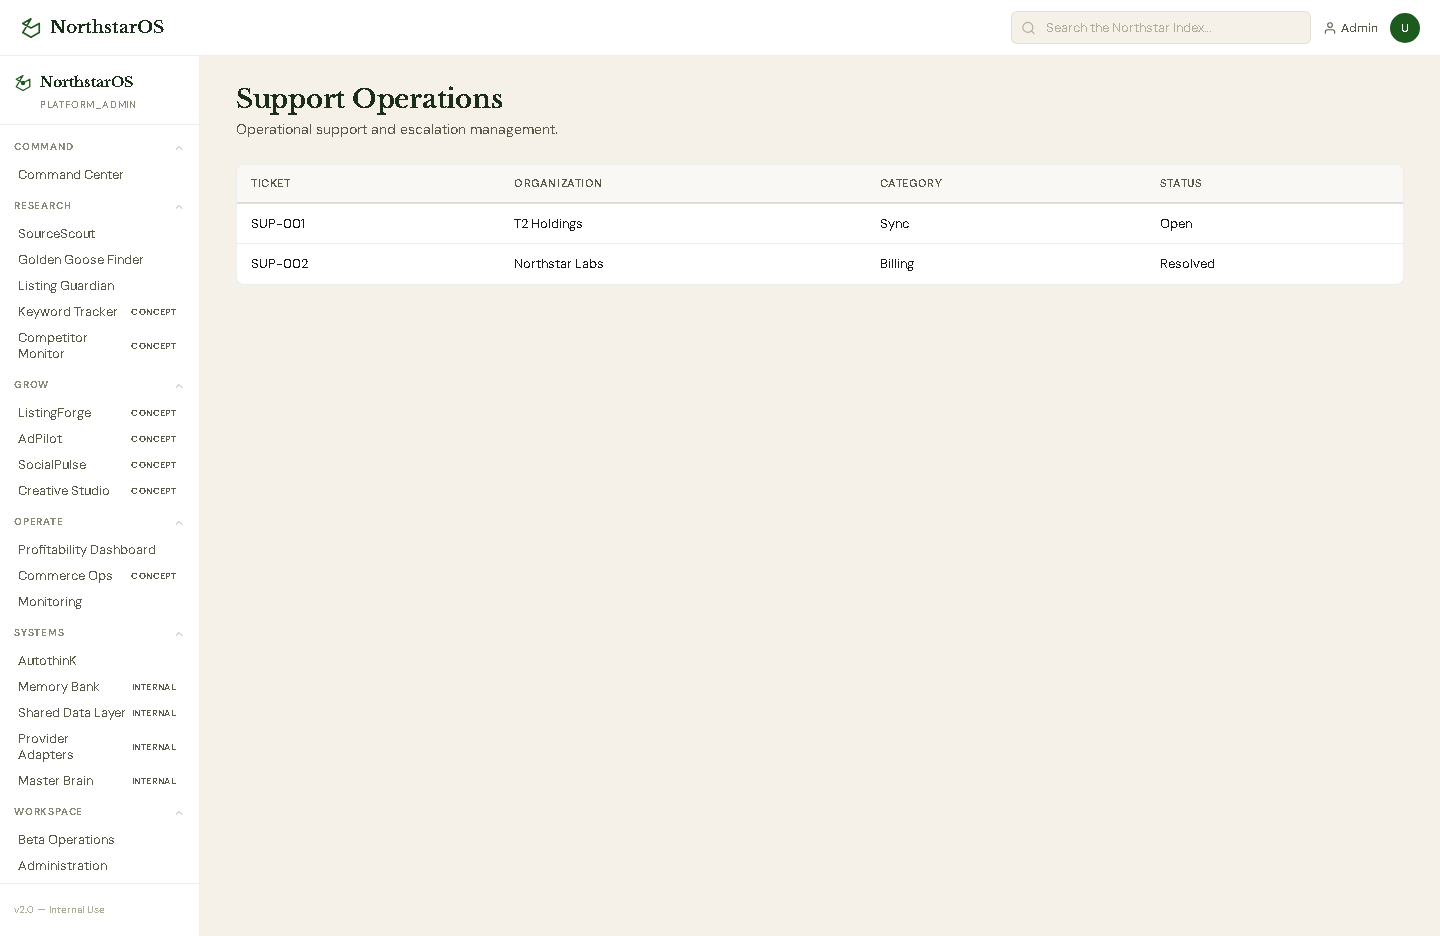 NorthstarOS
Search the Northstar Index...
Admin
U
NorthstarOS
PLATFORM_ADMIN
COMMAND
Command Center
RESEARCH
SourceScout
Golden Goose Finder
Listing Guardian
Keyword Tracker CONCEPT
Competitor
Monitor
CONCEPT
GROW
ListingForge CONCEPT
AdPilot CONCEPT
SocialPulse CONCEPT
Creative Studio CONCEPT
OPERATE
Profitability Dashboard
Commerce Ops CONCEPT
Monitoring
SYSTEMS
AutothinK
Memory Bank INTERNAL
Shared Data Layer INTERNAL
Provider
Adapters
INTERNAL
Master Brain INTERNAL
WORKSPACE
Beta Operations
Administration
v2.0 — Internal Use
Support Operations
Operational support and escalation management.
TICKET ORGANIZATION CATEGORY STATUS
SUP-001 T2 Holdings Sync Open
SUP-002 Northstar Labs Billing Resolved